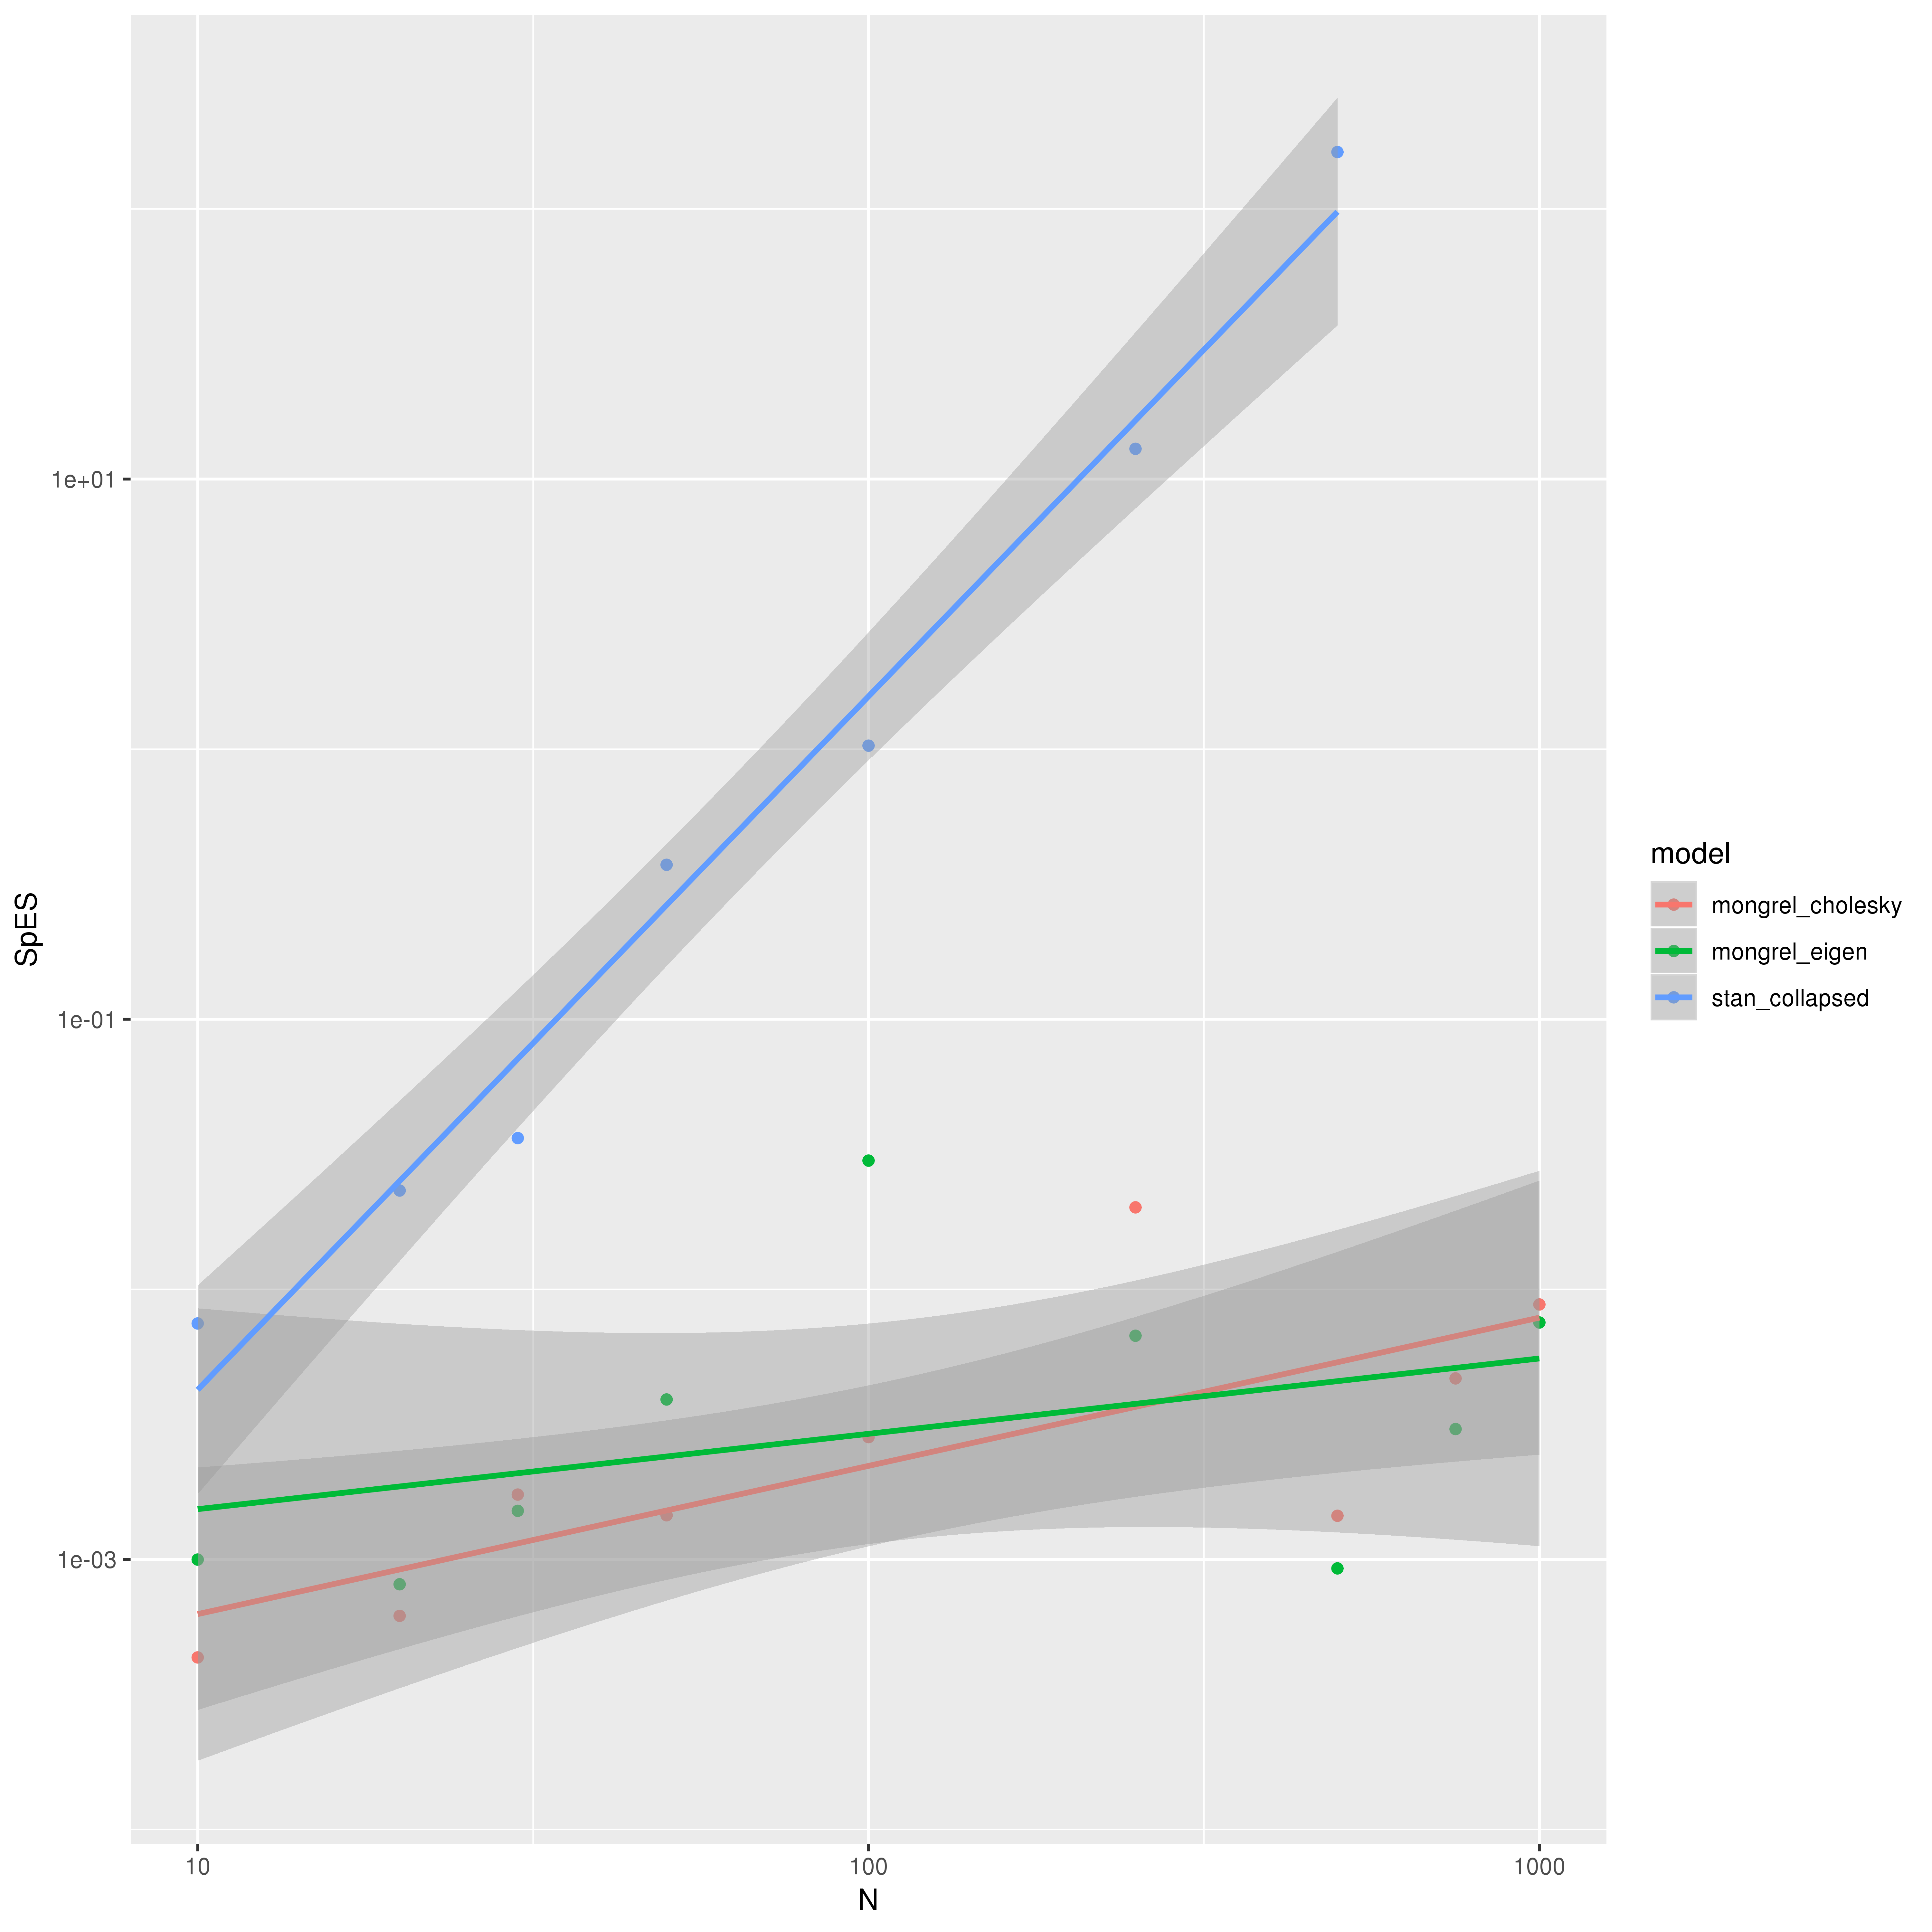 SpES
1e+01
1e-01
1e-03
10
100
1000
N
model
mongrel_cholesky
mongrel_eigen
stan_collapsed